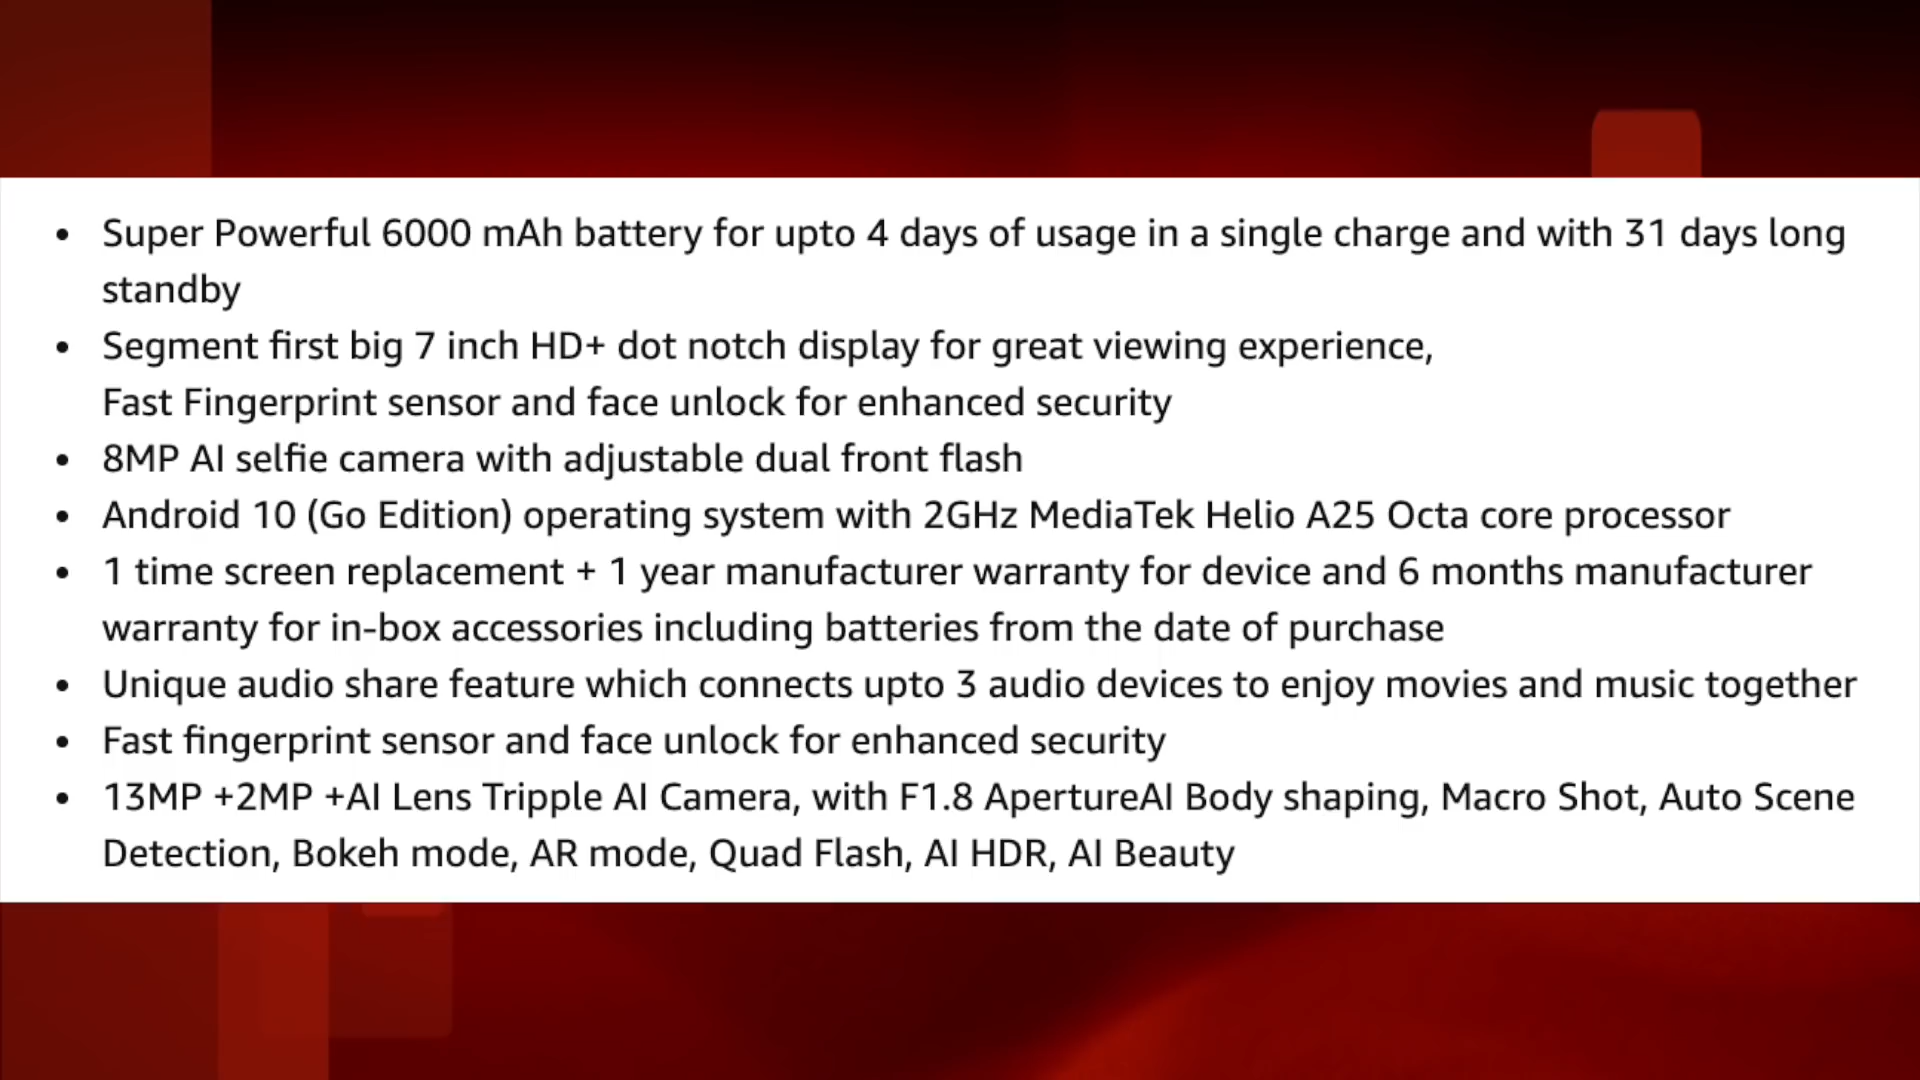 • Super Powerful 6000 mAh battery for upto 4 days of usage in a single charge and with 31 days long
standby
• Segment first big 7 inch HD+ dot notch display for great viewing experience,
Fast Fingerprint sensor and face unlock for enhanced security
• 8MP AI selfie camera with adjustable dual front flash
• Android 10 (Go Edition) operating system with 2GHz MediaTek Helio A25 Octa core processor
• 1 time screen replacement + 1 year manufacturer warranty for device and 6 months manufacturer
warranty for in-box accessories including batteries from the date of purchase
• Unique audio share feature which connects upto 3 audio devices to enjoy movies and music together
• Fast fingerprint sensor and face unlock for enhanced security
• 13MP +2MP +AI Lens Tripple AI Camera, with F1.8 ApertureAI Body shaping, Macro Shot, Auto Scene
Detection, Bokeh mode, AR mode, Quad Flash, AI HDR, AI Beauty